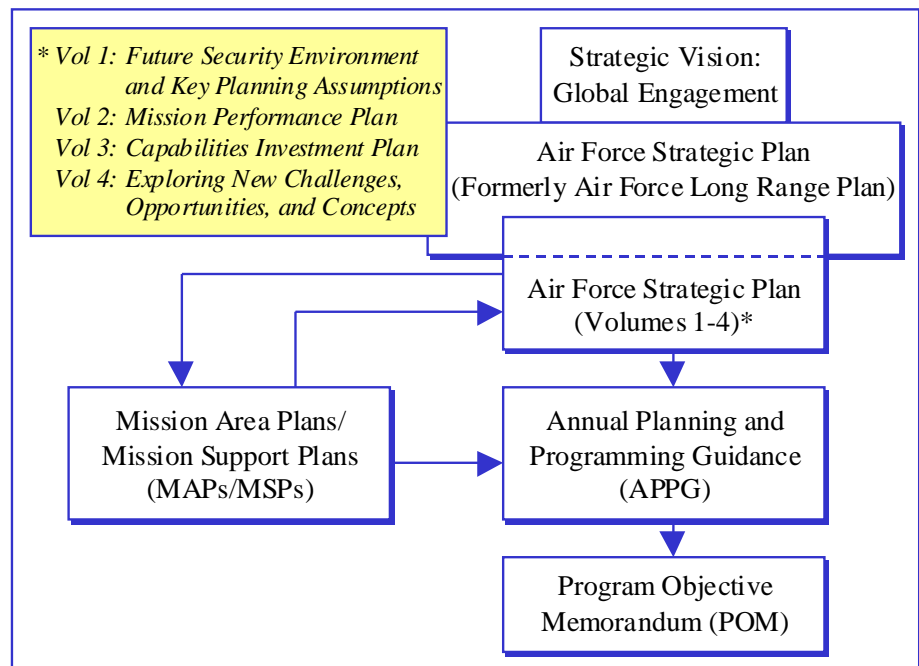 * Vol 1: Future Security Environment
and Key Planning Assumptions
Vol 2: Mission Performance Plan
Vol 3: Capabilities Investment Plan
Vol 4: Exploring New Challenges,
Opportunities, and Concepts
Strategic Vision:
Global Engagement
Air Force Strategic Plan
(Formerly Air Force Long Range Plan)
Air Force Strategic Plan
(Volumes 1-4)*
Mission Area Plans/
Mission Support Plans
(MAPs/MSPs)
Annual Planning and
Programming Guidance
(APPG)
Program Objective
Memorandum (POM)